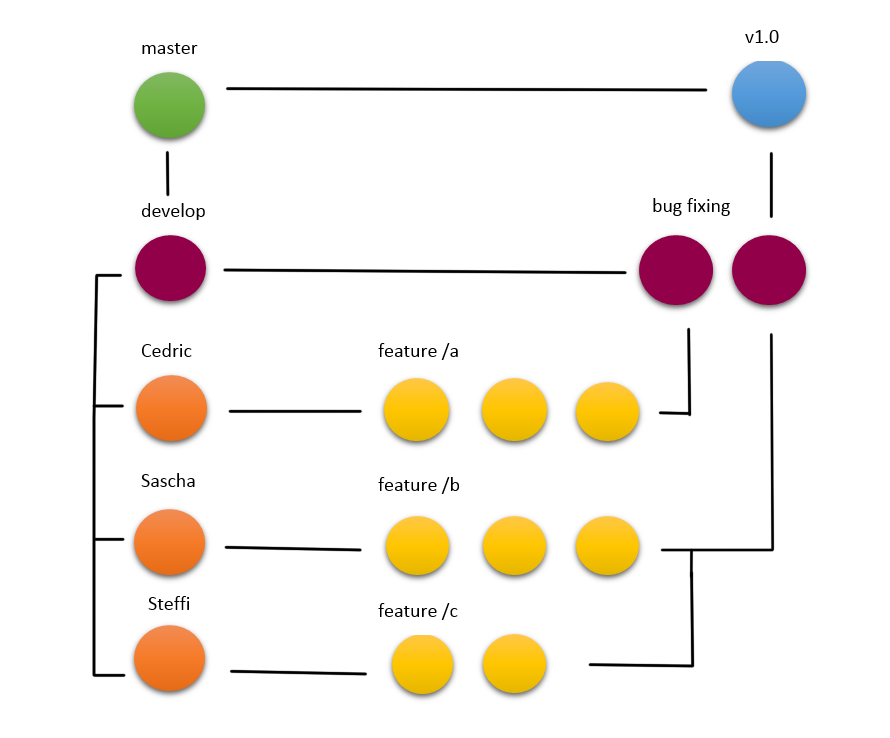 master
v1.0
develop
bug fixing
Cedric
feature /a
Sascha
feature /b
Steffi
feature /c